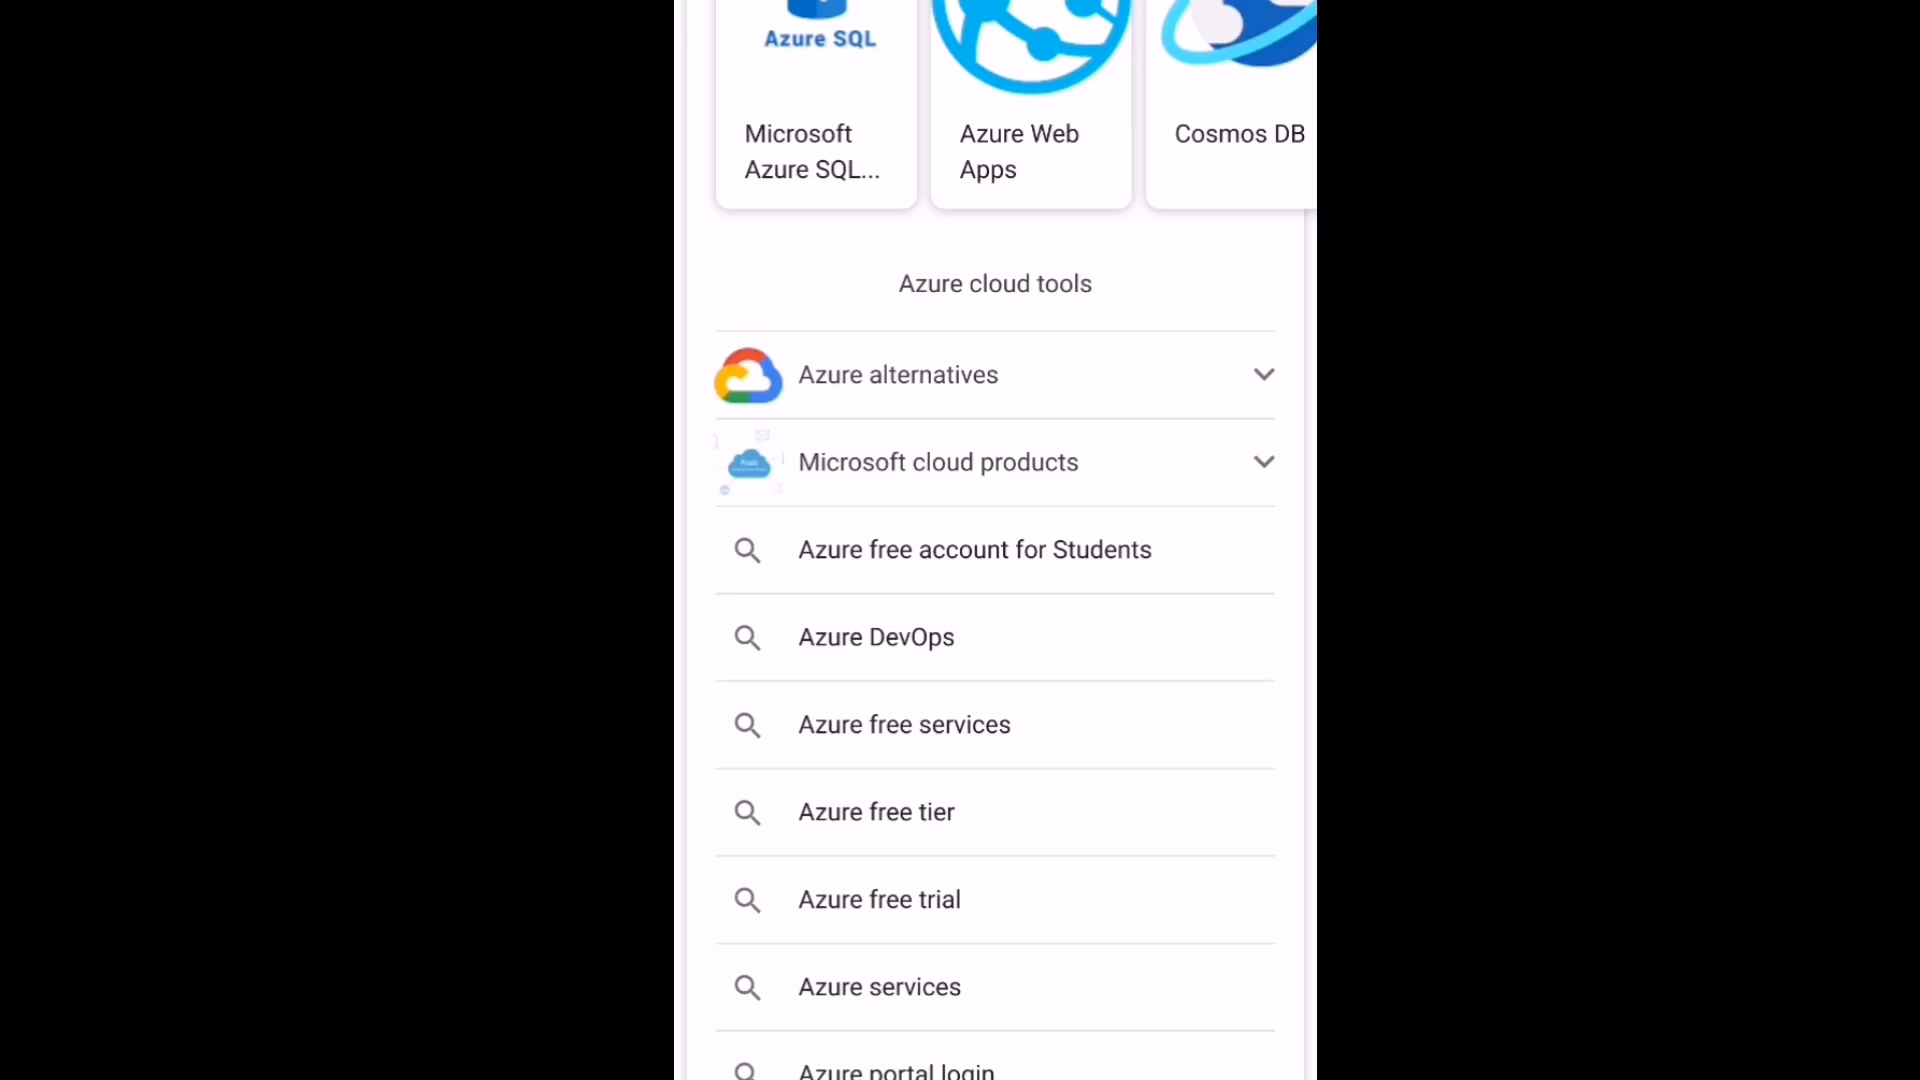 Azure SQL
Microsoft
Azure SQL...
Azure Web
Apps
Cosmos DB
Azure cloud tools
Azure alternatives
Microsoft cloud products
Azure free account for Students
Azure DevOps
Azure free services
Azure free tier
Azure free trial
Azure services
Azure portal login